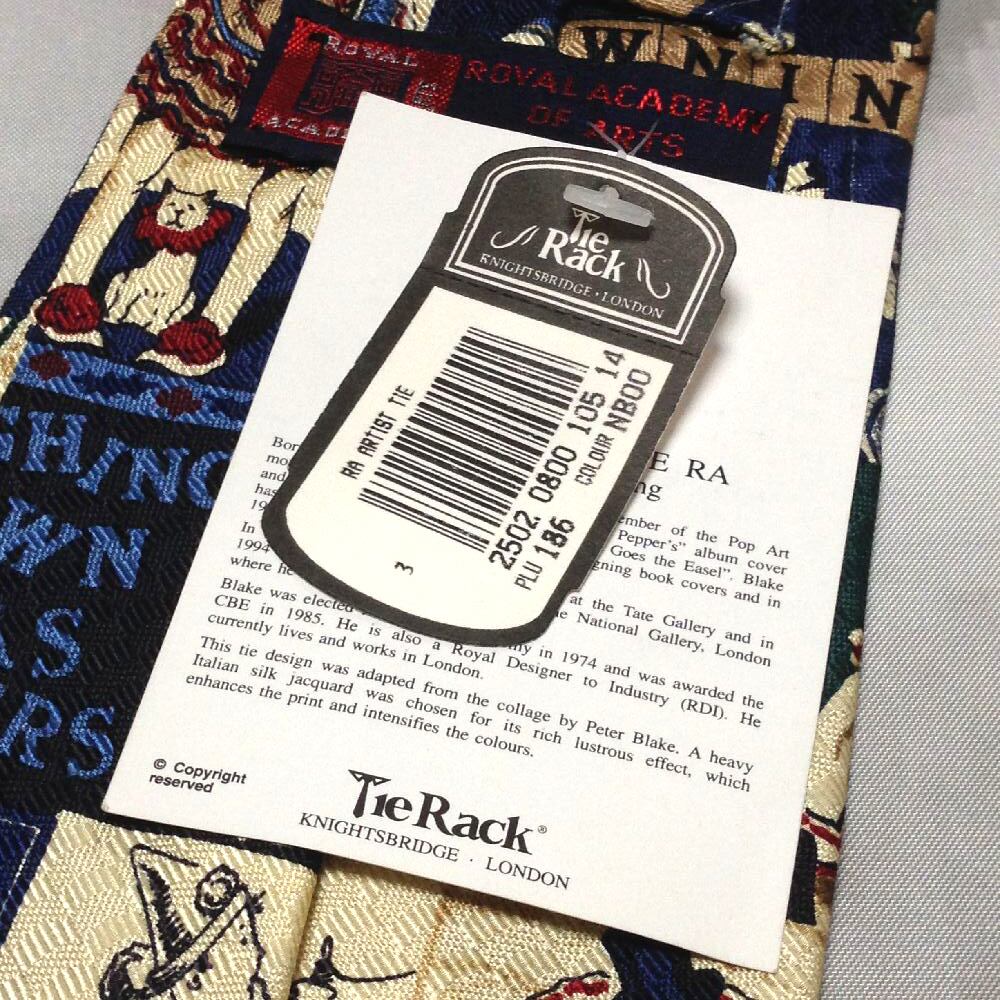 ROYAL
ACAD
ROYAL ACADEMY
OF ARTS
W N I N
Tie
Rack
KNIGHTSBRIDGE · LONDON
RA ARTIST TIE
2502 0800 105 14
PLU 186 COLOUR NB00
3
E RA
ng
Bor
mo ember of the Pop Art
and Pepper's" album cover
has Goes the Easel". Blake
19 gning book covers and in
In at the Tate Gallery and in
1994 e National Gallery, London
where he
Blake was elected my in 1974 and was awarded the
CBE in 1985. He is also a Royal Designer to Industry (RDI). He
currently lives and works in London.
This tie design was adapted from the collage by Peter Blake. A heavy
Italian silk jacquard was chosen for its rich lustrous effect, which
enhances the print and intensifies the colours.
© Copyright
reserved
Tie Rack®
KNIGHTSBRIDGE · LONDON
HING
WN
S
RS